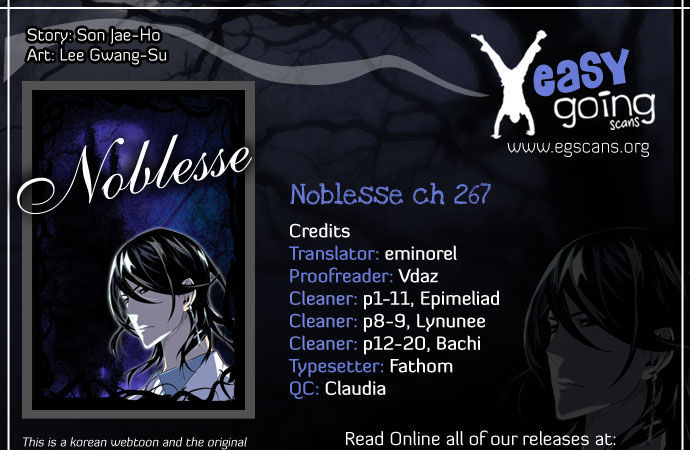 Story: Son Jae-Ho
Art: Lee Gwang-Su
easy
going
scans
www.egscans.org
Noblesse
Noblesse ch 267
Credits
Translator: eminorel
Proofreader: Vdaz
Cleaner: p1-11, Epimeliad
Cleaner: p8-9, Lynunee
Cleaner: p12-20, Bachi
Typesetter: Fathom
QC: Claudia
This is a korean webtoon and the original
Read Online all of our releases at: